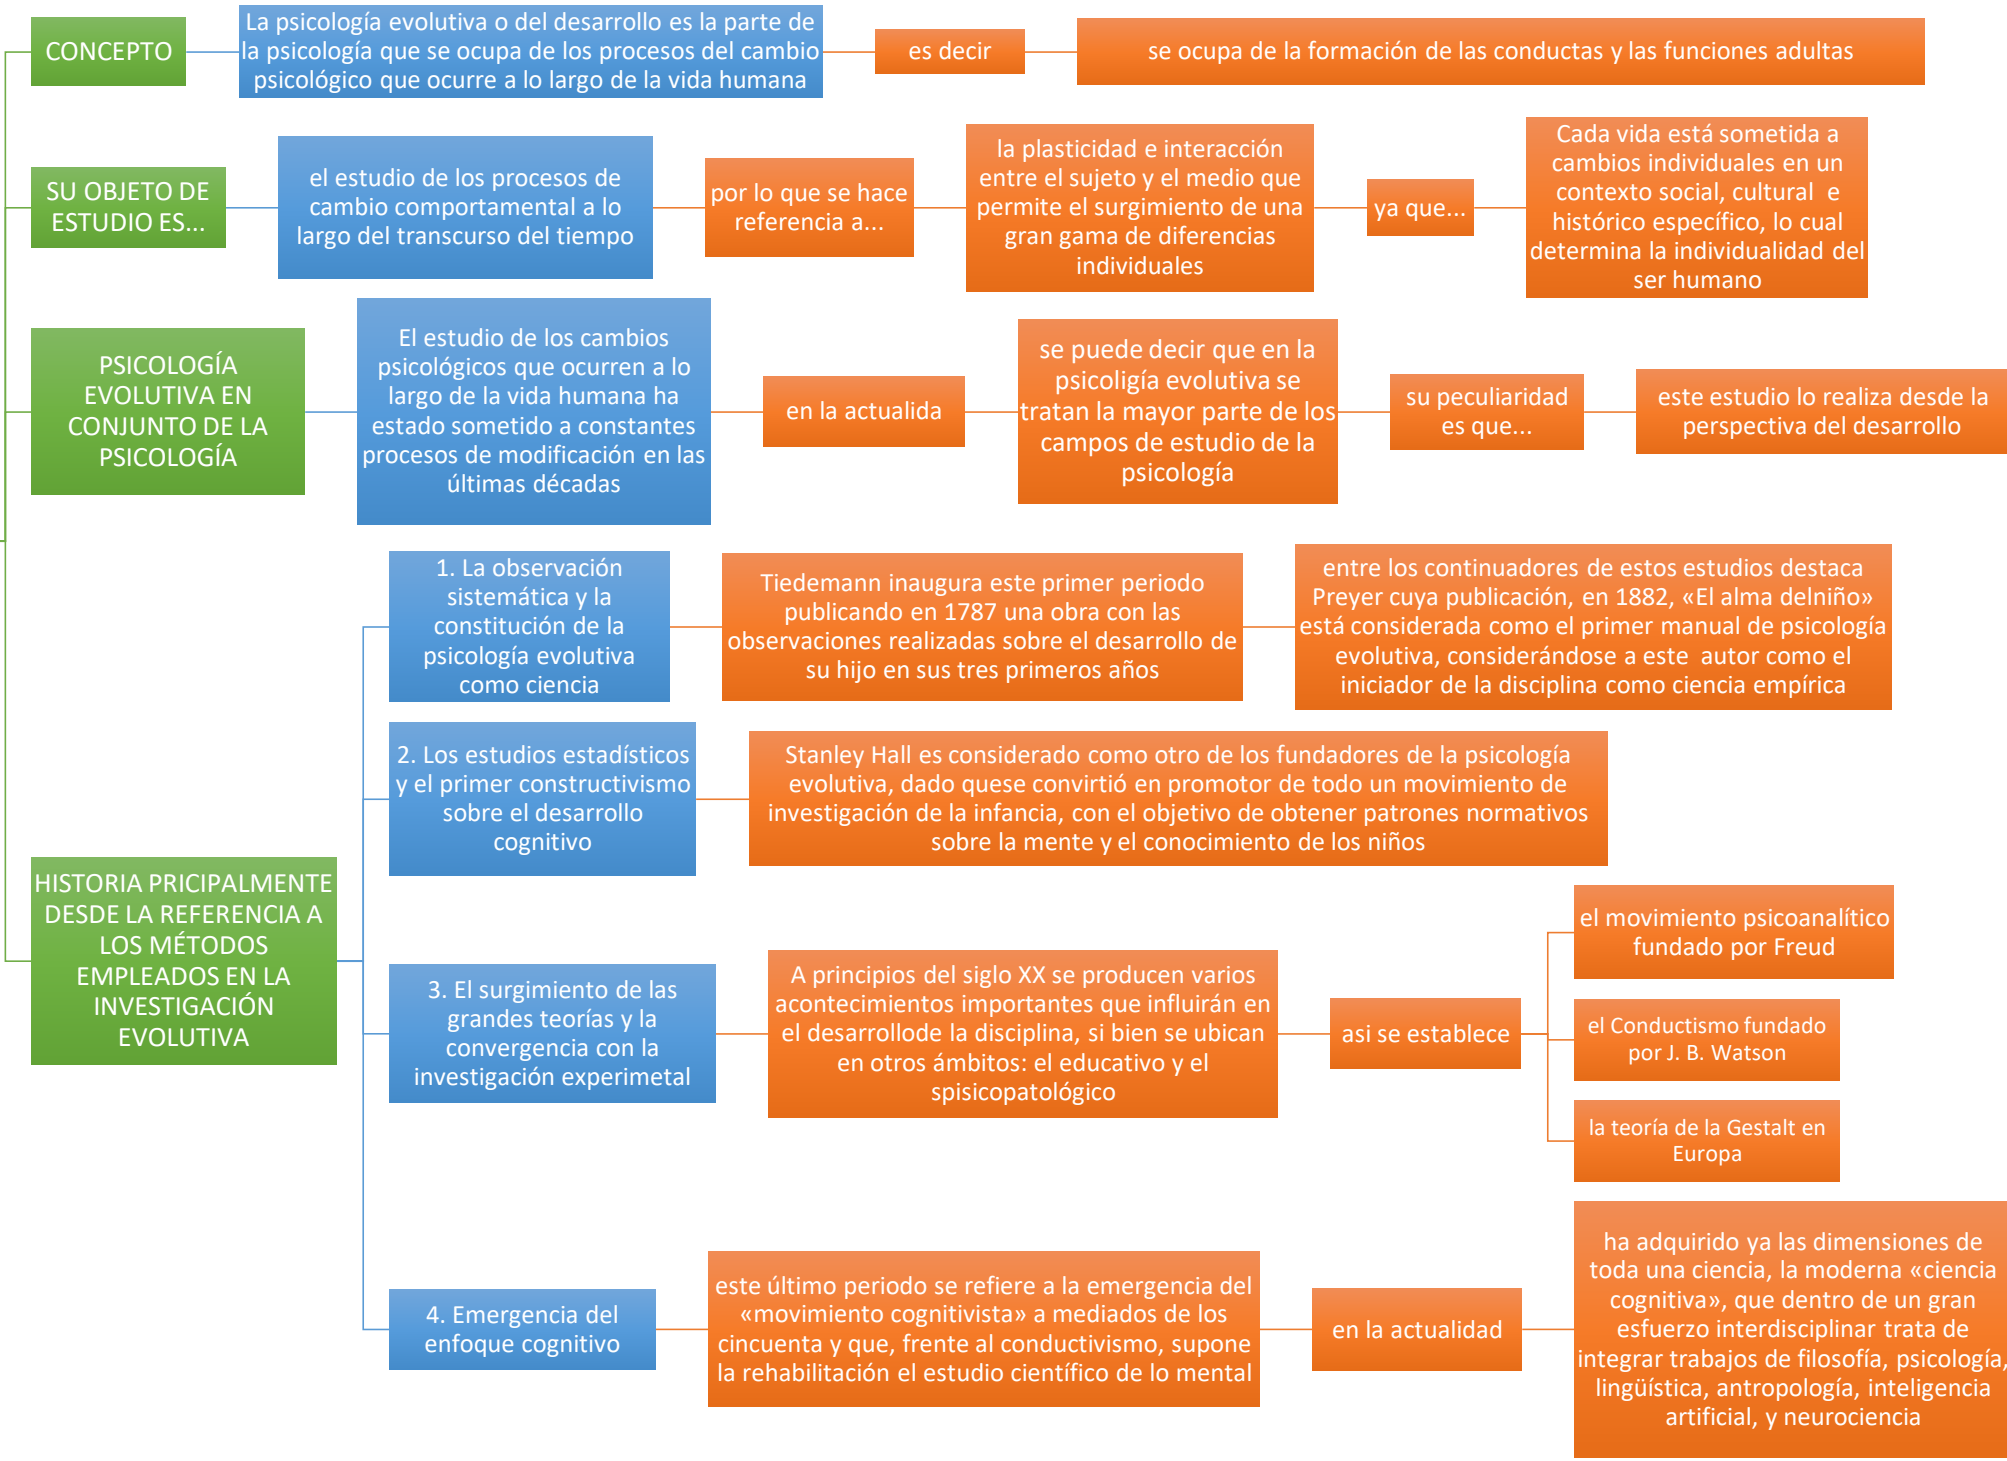 CONCEPTO
La psicología evolutiva o del desarrollo es la parte de
la psicología que se ocupa de los procesos del cambio
psicológico que ocurre a lo largo de la vida humana
es decir
se ocupa de la formación de las conductas y las funciones adultas
SU OBJETO DE
ESTUDIO ES...
el estudio de los procesos de
cambio comportamental a lo
largo del transcurso del tiempo
por lo que se hace
referencia a...
la plasticidad e interacción
entre el sujeto y el medio que
permite el surgimiento de una
gran gama de diferencias
individuales
ya que...
Cada vida está sometida a
cambios individuales en un
contexto social, cultural e
histórico específico, lo cual
determina la individualidad del
ser humano
PSICOLOGÍA
EVOLUTIVA EN
CONJUNTO DE LA
PSICOLOGÍA
El estudio de los cambios
psicológicos que ocurren a lo
largo de la vida humana ha
estado sometido a constantes
procesos de modificación en las
últimas décadas
en la actualida
se puede decir que en la
psicoligía evolutiva se
tratan la mayor parte de los
campos de estudio de la
psicología
su peculiaridad
es que...
este estudio lo realiza desde la
perspectiva del desarrollo
HISTORIA PRICIPALMENTE
DESDE LA REFERENCIA A
LOS MÉTODOS
EMPLEADOS EN LA
INVESTIGACIÓN
EVOLUTIVA
1. La observación
sistemática y la
constitución de la
psicología evolutiva
como ciencia
Tiedemann inaugura este primer periodo
publicando en 1787 una obra con las
observaciones realizadas sobre el desarrollo de
su hijo en sus tres primeros años
entre los continuadores de estos estudios destaca
Preyer cuya publicación, en 1882, «El alma delniño»
está considerada como el primer manual de psicología
evolutiva, considerándose a este autor como el
iniciador de la disciplina como ciencia empírica
2. Los estudios estadísticos
y el primer constructivismo
sobre el desarrollo
cognitivo
Stanley Hall es considerado como otro de los fundadores de la psicología
evolutiva, dado quese convirtió en promotor de todo un movimiento de
investigación de la infancia, con el objetivo de obtener patrones normativos
sobre la mente y el conocimiento de los niños
3. El surgimiento de las
grandes teorías y la
convergencia con la
investigación experimetal
A principios del siglo XX se producen varios
acontecimientos importantes que influirán en
el desarrollode la disciplina, si bien se ubican
en otros ámbitos: el educativo y el
spisicopatológico
asi se establece
el movimiento psicoanalítico
fundado por Freud
el Conductismo fundado
por J. B. Watson
la teoría de la Gestalt en
Europa
4. Emergencia del
enfoque cognitivo
este último periodo se refiere a la emergencia del
«movimiento cognitivista» a mediados de los
cincuenta y que, frente al conductivismo, supone
la rehabilitación el estudio científico de lo mental
en la actualidad
ha adquirido ya las dimensiones de
toda una ciencia, la moderna «ciencia
cognitiva», que dentro de un gran
esfuerzo interdisciplinar trata de
integrar trabajos de filosofía, psicología,
lingüística, antropología, inteligencia
artificial, y neurociencia